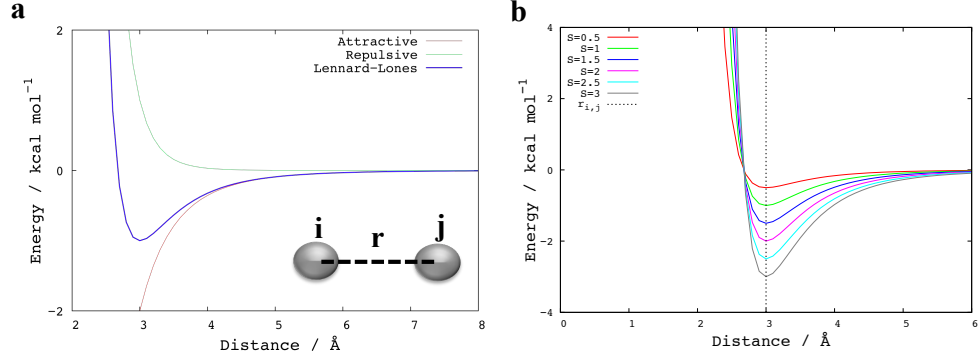 a
Energy / kcal mol⁻¹
2
0
−2
Attractive
Repulsive
Lennard-Lones
i
r
j
2 3 4 5 6 7 8
Distance / Å
b
Energy / kcal mol⁻¹
4
2
0
−2
−4
S=0.5
S=1
S=1.5
S=2
S=2.5
S=3
r i,j
0 1 2 3 4 5 6
Distance / Å